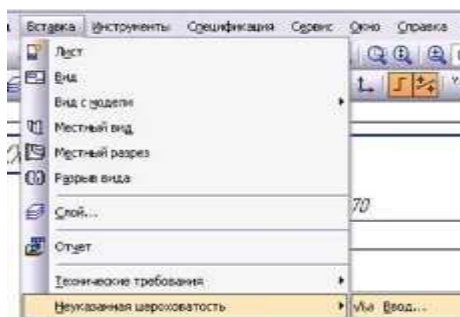 Вставка Инструменты Спецификация Сервис Окно Справка
Лист
Вид
Вид с модели
Местный вид
Местный разрез
Разрыв вида
Слой...
70
Отчет
Технические требования
Неуказанная шероховатость Ввод...